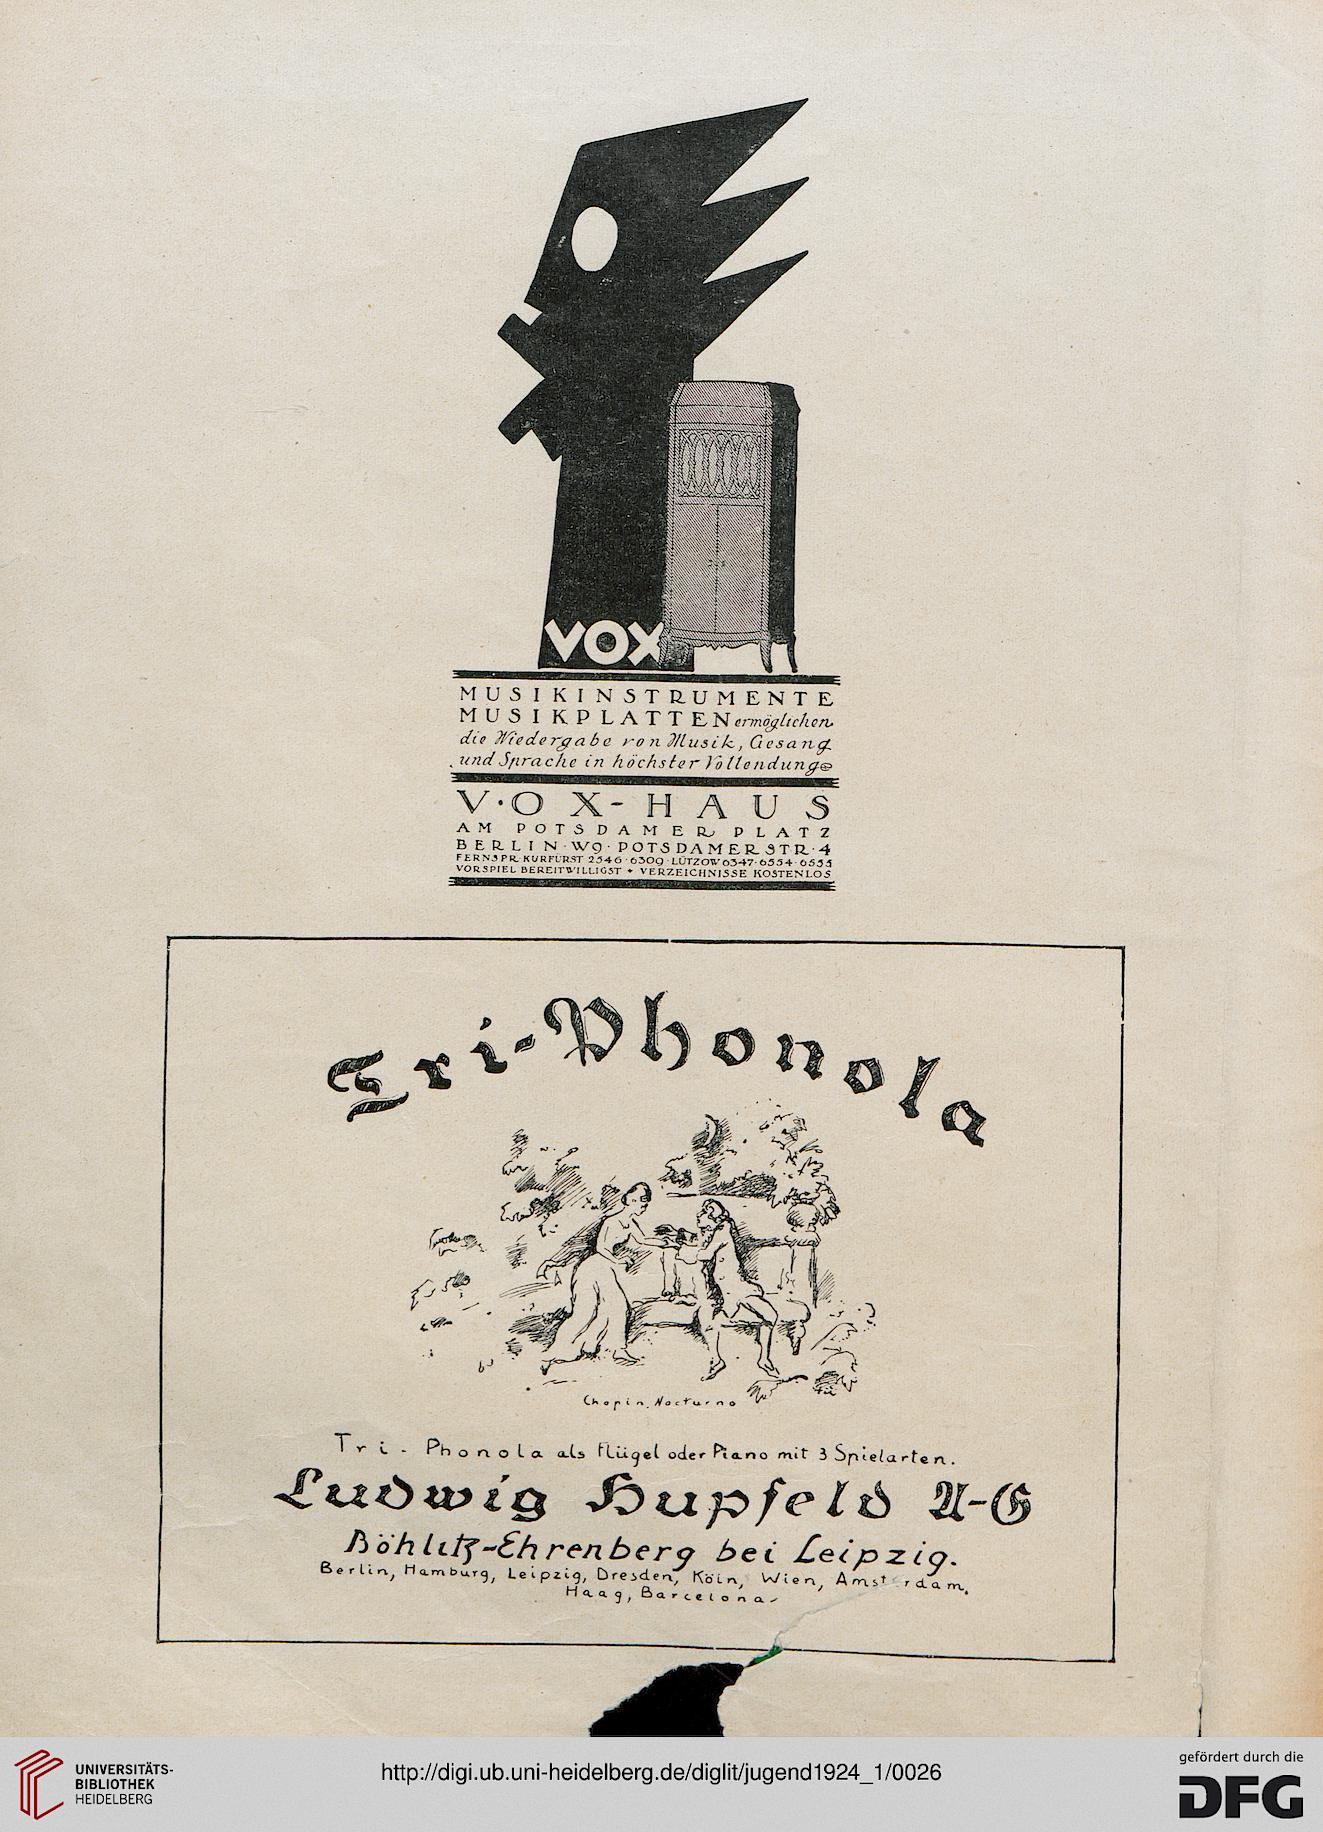 VOX
MUSIKINSTRUMENTE
MUSIKPLATTEN ermöglichen
die Wiedergabe von Musik, Gesang
und Sprache in höchster Vollendung
VOX-HAUS
AM POTSDAMER PLATZ
BERLIN·W9·POTSDAMERSTR·4
FERNSPR·KURFÜRST 2546·6309·LÜTZOW 6347·6554·6555
VORSPIEL BEREITWILLIGST + VERZEICHNISSE KOSTENLOS
Tri-Phonola
Chopin. Nocturno
Tri-Phonola als Flügel oder Piano mit 3 Spielarten.
Ludwig Hupfeld A-G
Böhlitz-Ehrenberg bei Leipzig.
Berlin, Hamburg, Leipzig, Dresden, Köln, Wien, Amsterdam,
Haag, Barcelona
UNIVERSITÄTS-
BIBLIOTHEK
HEIDELBERG
http://digi.ub.uni-heidelberg.de/diglit/jugend1924_1/0026
gefördert durch die
DFG